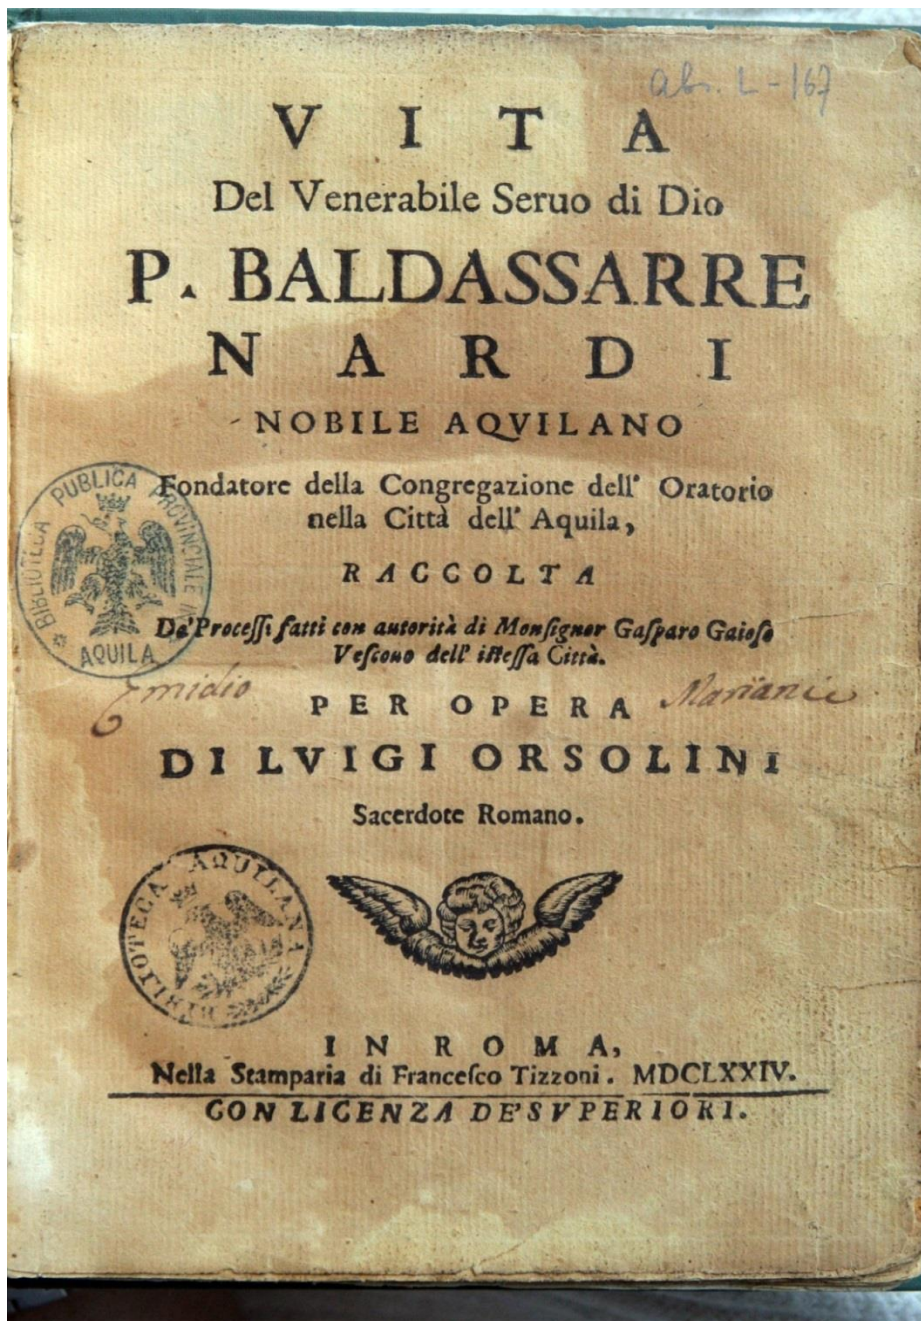 Abr. L - 167
V I T A
Del Venerabile Seruo di Dio
P. BALDASSARRE
N A R D I
NOBILE AQVILANO
Fondatore della Congregazione dell' Oratorio
nella Città dell' Aquila,
RACCOLTA
De' Proceſſi fatti con autorità di Monſignor Gaſparo Gaioſo
Veſcouo dell' iſteſſa Città.
BIBLIOTECA PUBLICA PROVINCIALE
AQUILA
Emidio Mariani
PER OPERA
DI LVIGI ORSOLINI
Sacerdote Romano.
BIBLIOTECA AQUILANA
IN ROMA,
Nella Stamparia di Franceſco Tizzoni. MDCLXXIV.
CON LICENZA DE' SVPERIORI.